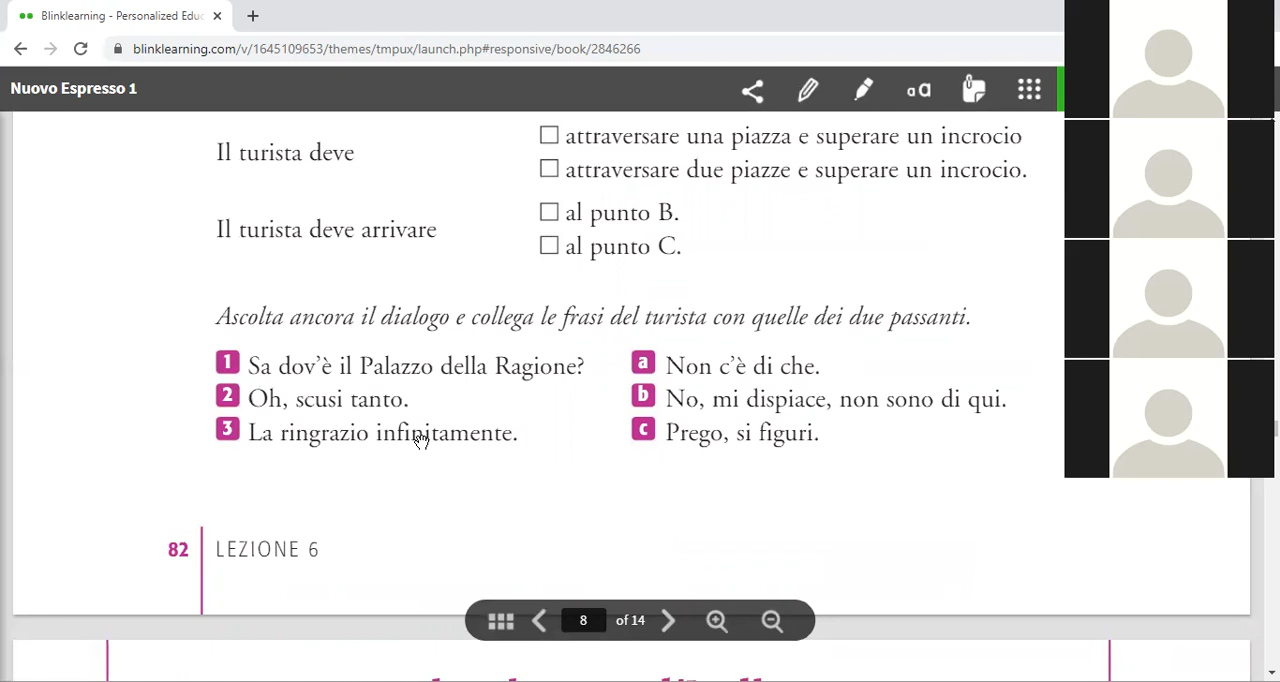 Blinklearning - Personalized Educ
blinklearning.com/v/1645109653/themes/tmpux/launch.php#responsive/book/2846266
Nuovo Espresso 1
aa
Il turista deve
attraversare una piazza e superare un incrocio
attraversare due piazze e superare un incrocio.
Il turista deve arrivare
al punto B.
al punto C.
Ascolta ancora il dialogo e collega le frasi del turista con quelle dei due passanti.
1 Sa dov'è il Palazzo della Ragione?
a Non c'è di che.
2 Oh, scusi tanto.
b No, mi dispiace, non sono di qui.
3 La ringrazio infinitamente.
c Prego, si figuri.
82 LEZIONE 6
8 of 14